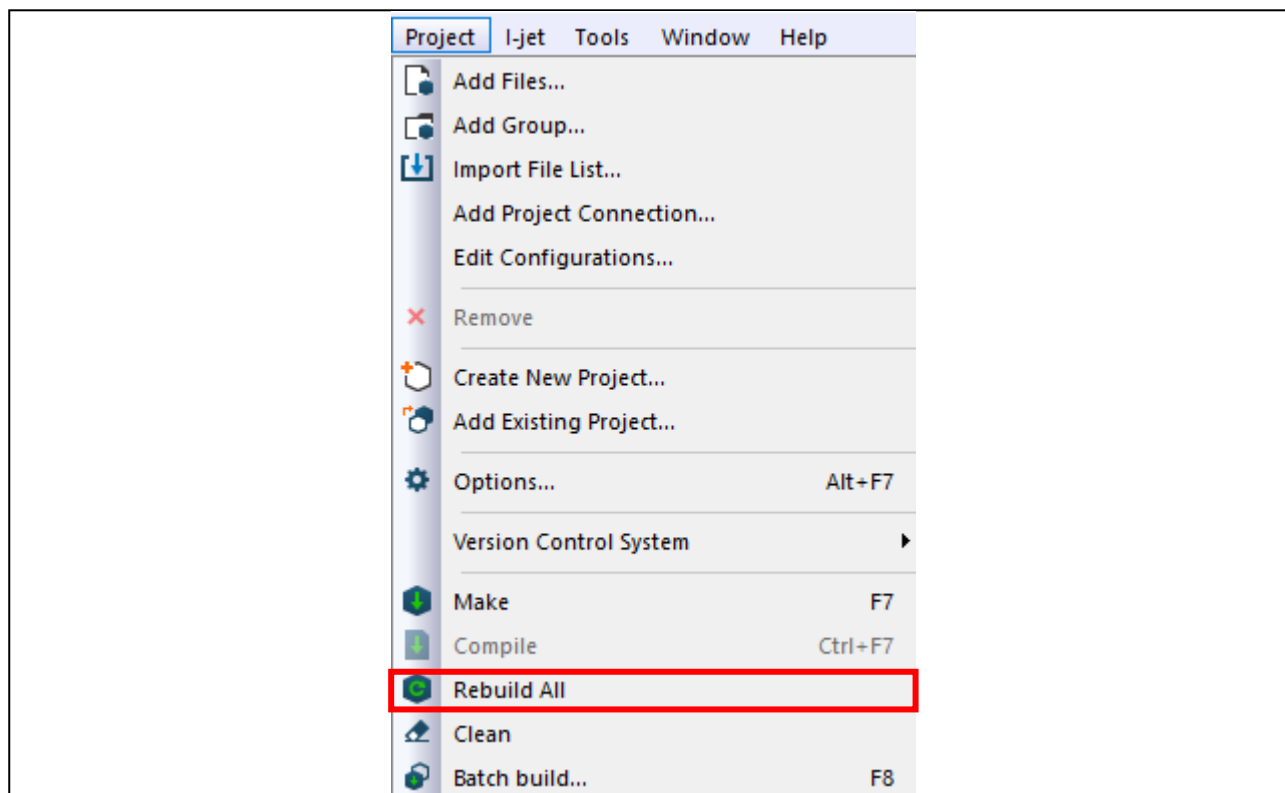 Project I-jet Tools Window Help
Add Files...
Add Group...
Import File List...
Add Project Connection...
Edit Configurations...
Remove
Create New Project...
Add Existing Project...
Options... Alt+F7
Version Control System
Make F7
Compile Ctrl+F7
Rebuild All
Clean
Batch build... F8